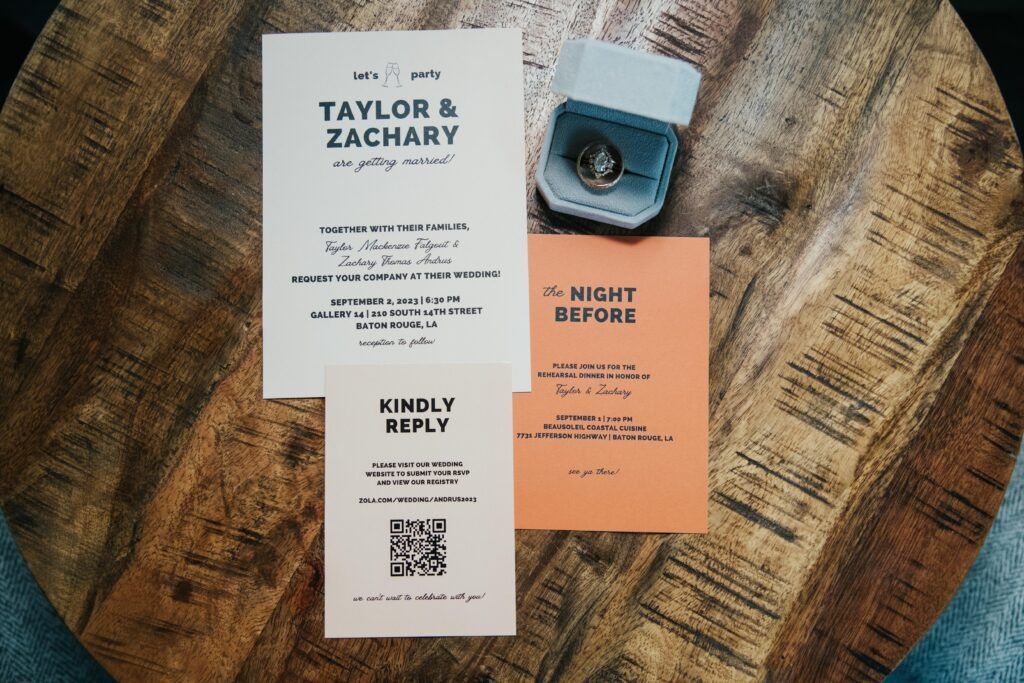 let's party
TAYLOR &
ZACHARY
are getting married!
TOGETHER WITH THEIR FAMILIES,
Taylor Mackenzie Falgout &
Zachary Thomas Andrus
REQUEST YOUR COMPANY AT THEIR WEDDING!
SEPTEMBER 2, 2023 | 6:30 PM
GALLERY 14 | 210 SOUTH 14TH STREET
BATON ROUGE, LA
reception to follow
the NIGHT
BEFORE
PLEASE JOIN US FOR THE
REHEARSAL DINNER IN HONOR OF
Taylor & Zachary
SEPTEMBER 1 | 7:00 PM
BEAUSOLEIL COASTAL CUISINE
7731 JEFFERSON HIGHWAY | BATON ROUGE, LA
see ya there!
KINDLY
REPLY
PLEASE VISIT OUR WEDDING
WEBSITE TO SUBMIT YOUR RSVP
AND VIEW OUR REGISTRY
ZOLA.COM/WEDDING/ANDRUS2023
we can't wait to celebrate with you!